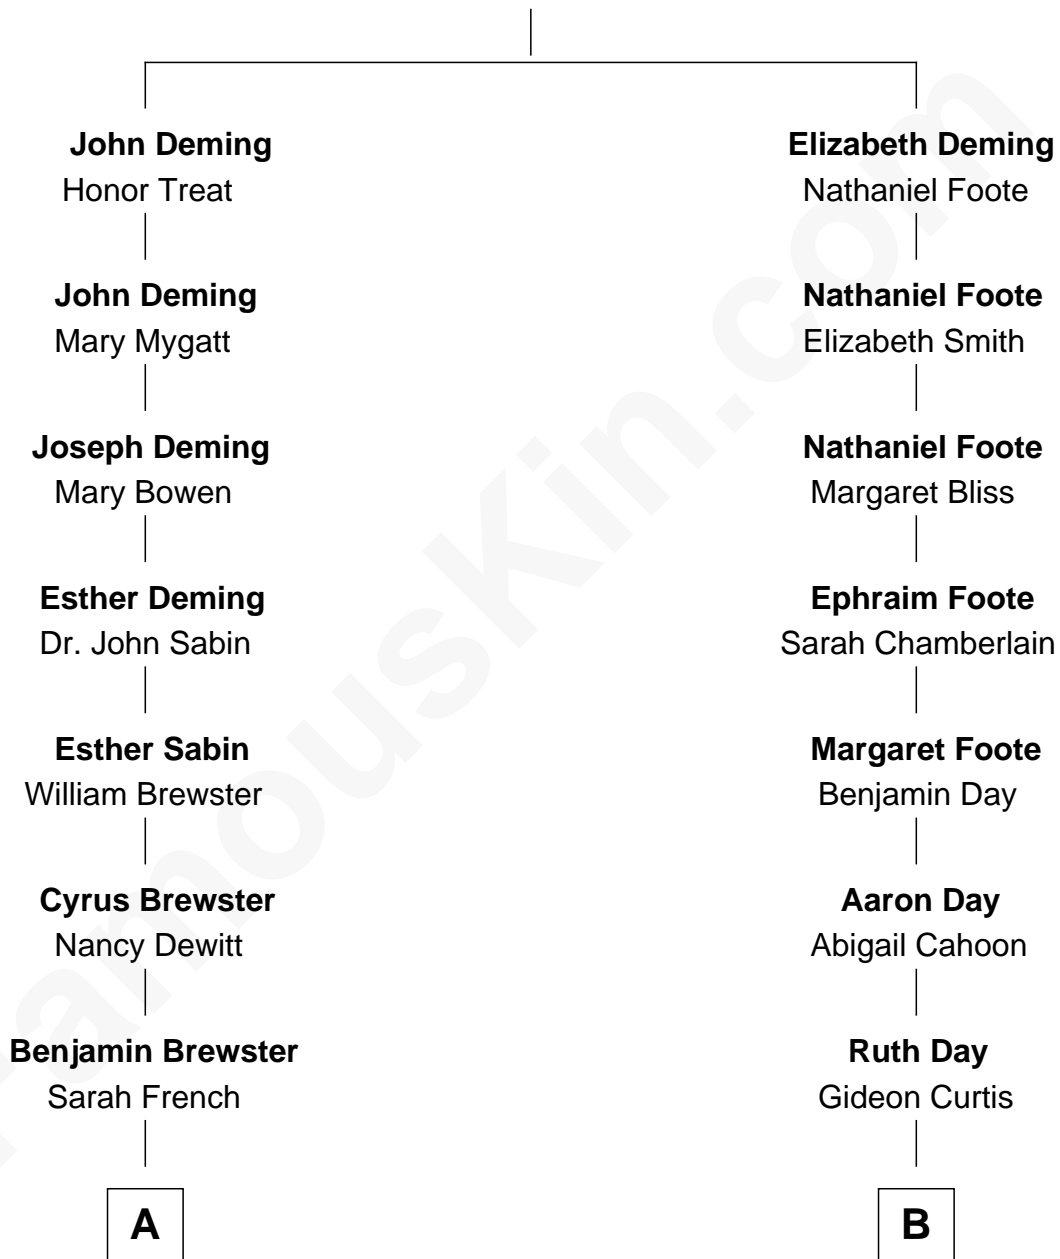 John Deming
Honor Treat
Elizabeth Deming
Nathaniel Foote
John Deming
Mary Mygatt
Nathaniel Foote
Elizabeth Smith
Joseph Deming
Mary Bowen
Nathaniel Foote
Margaret Bliss
Esther Deming
Dr. John Sabin
Ephraim Foote
Sarah Chamberlain
Esther Sabin
William Brewster
Margaret Foote
Benjamin Day
Cyrus Brewster
Nancy Dewitt
Aaron Day
Abigail Cahoon
Benjamin Brewster
Sarah French
Ruth Day
Gideon Curtis
A
B
FamousKin.com